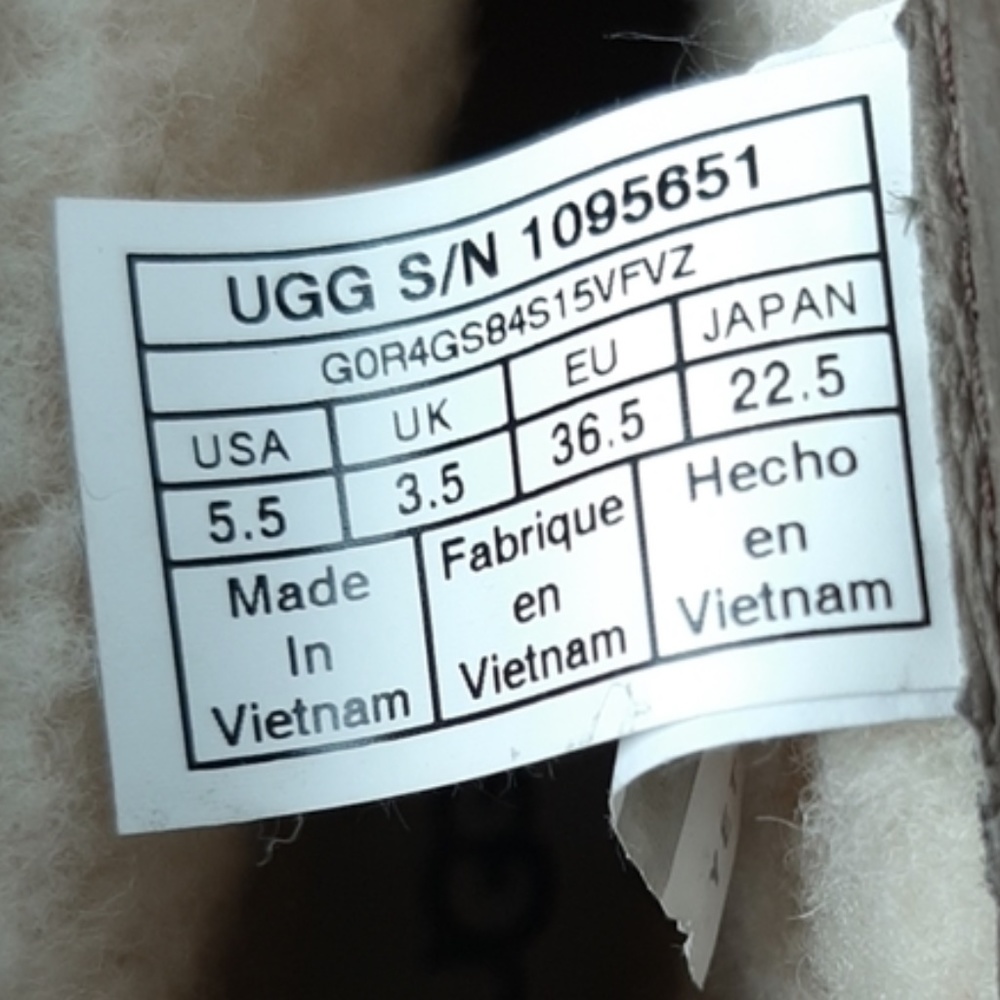 UGG S/N 1095651
G0R4GS84S15VFVZ
USA UK EU JAPAN
5.5 3.5 36.5 22.5
Made
In
Vietnam
Fabrique
en
Vietnam
Hecho
en
Vietnam